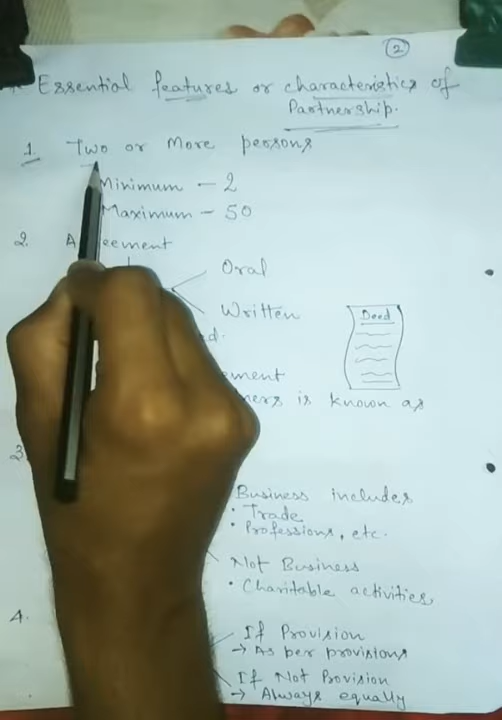 2
Essential features or characteristics of
Partnership.
1. Two or More persons
Minimum - 2
Maximum - 50
2.
Oral
Written
Deed
is known as
3
Business includes
• Trade
• Professions, etc.
Not Business
• Charitable activities
4.
If Provision
→ As per provisions
If Not Provision
→ Always equally